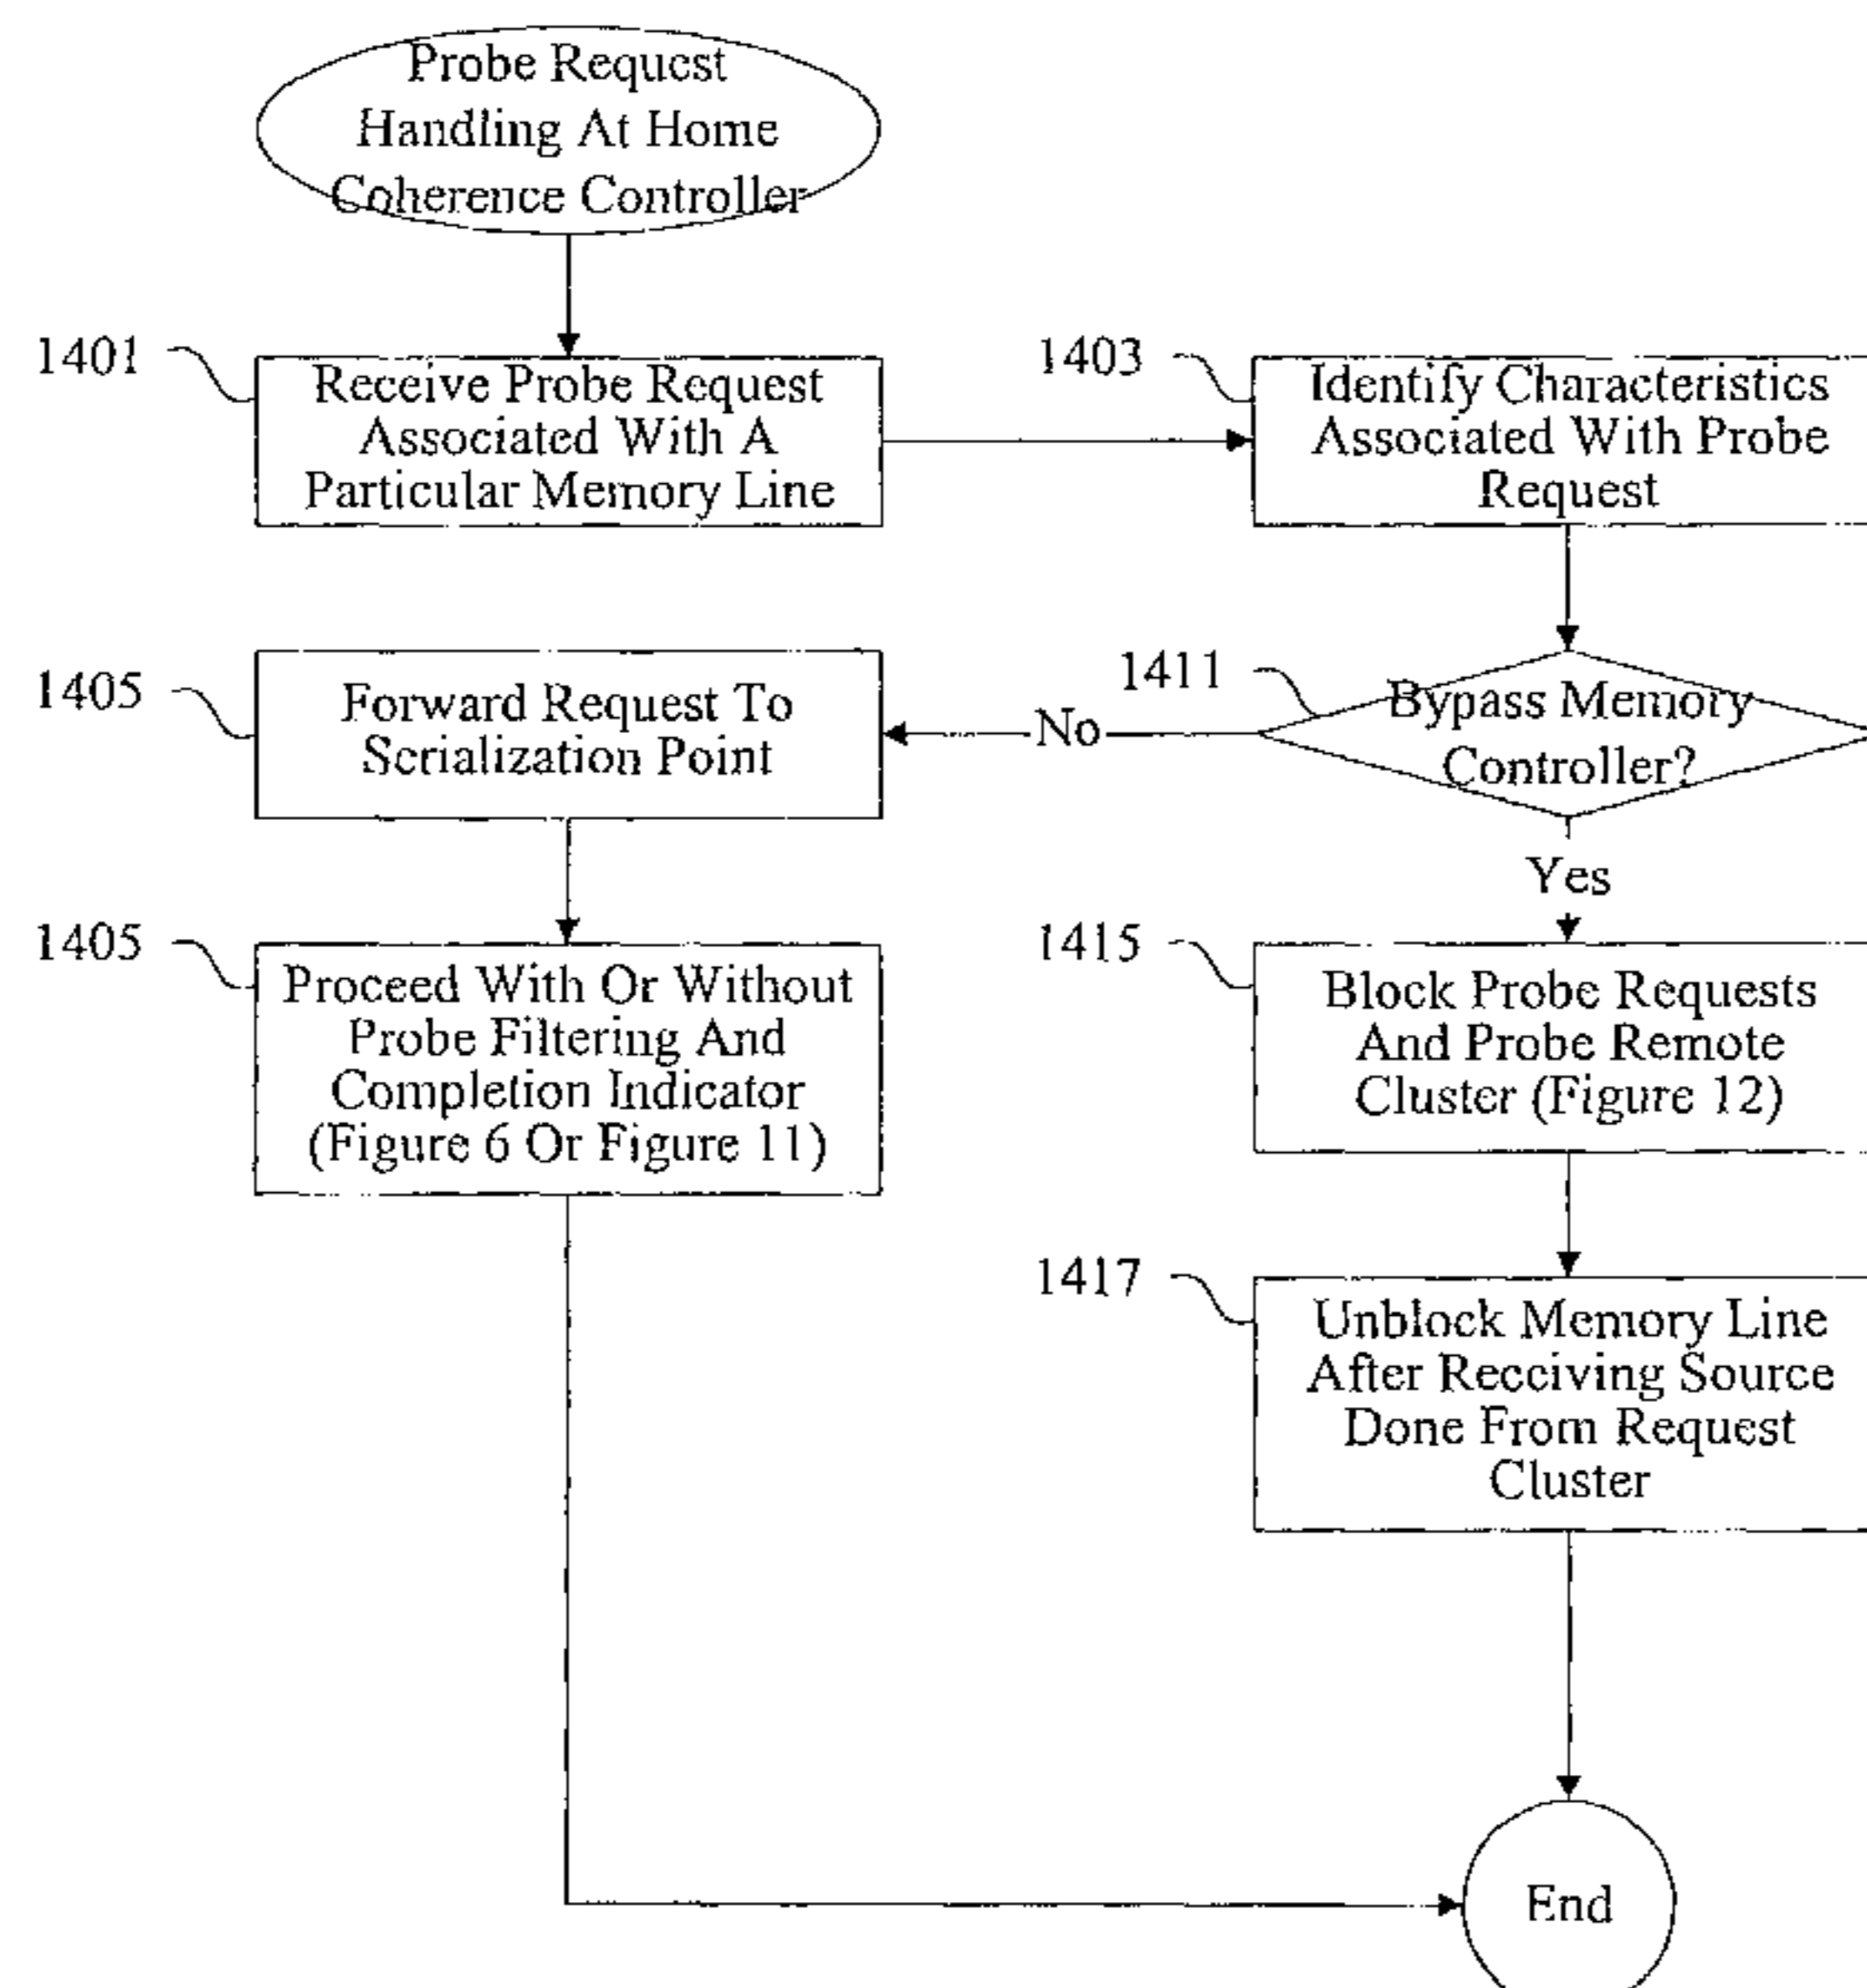 Probe Request
Handling At Home
Coherence Controller
1401
Receive Probe Request
Associated With A
Particular Memory Line
1403
Identify Characteristics
Associated With Probe
Request
1405
Forward Request To
Serialization Point
No
1411
Bypass Memory
Controller?
Yes
1405
Proceed With Or Without
Probe Filtering And
Completion Indicator
(Figure 6 Or Figure 11)
1415
Block Probe Requests
And Probe Remote
Cluster (Figure 12)
1417
Unblock Memory Line
After Receiving Source
Done From Request
Cluster
End